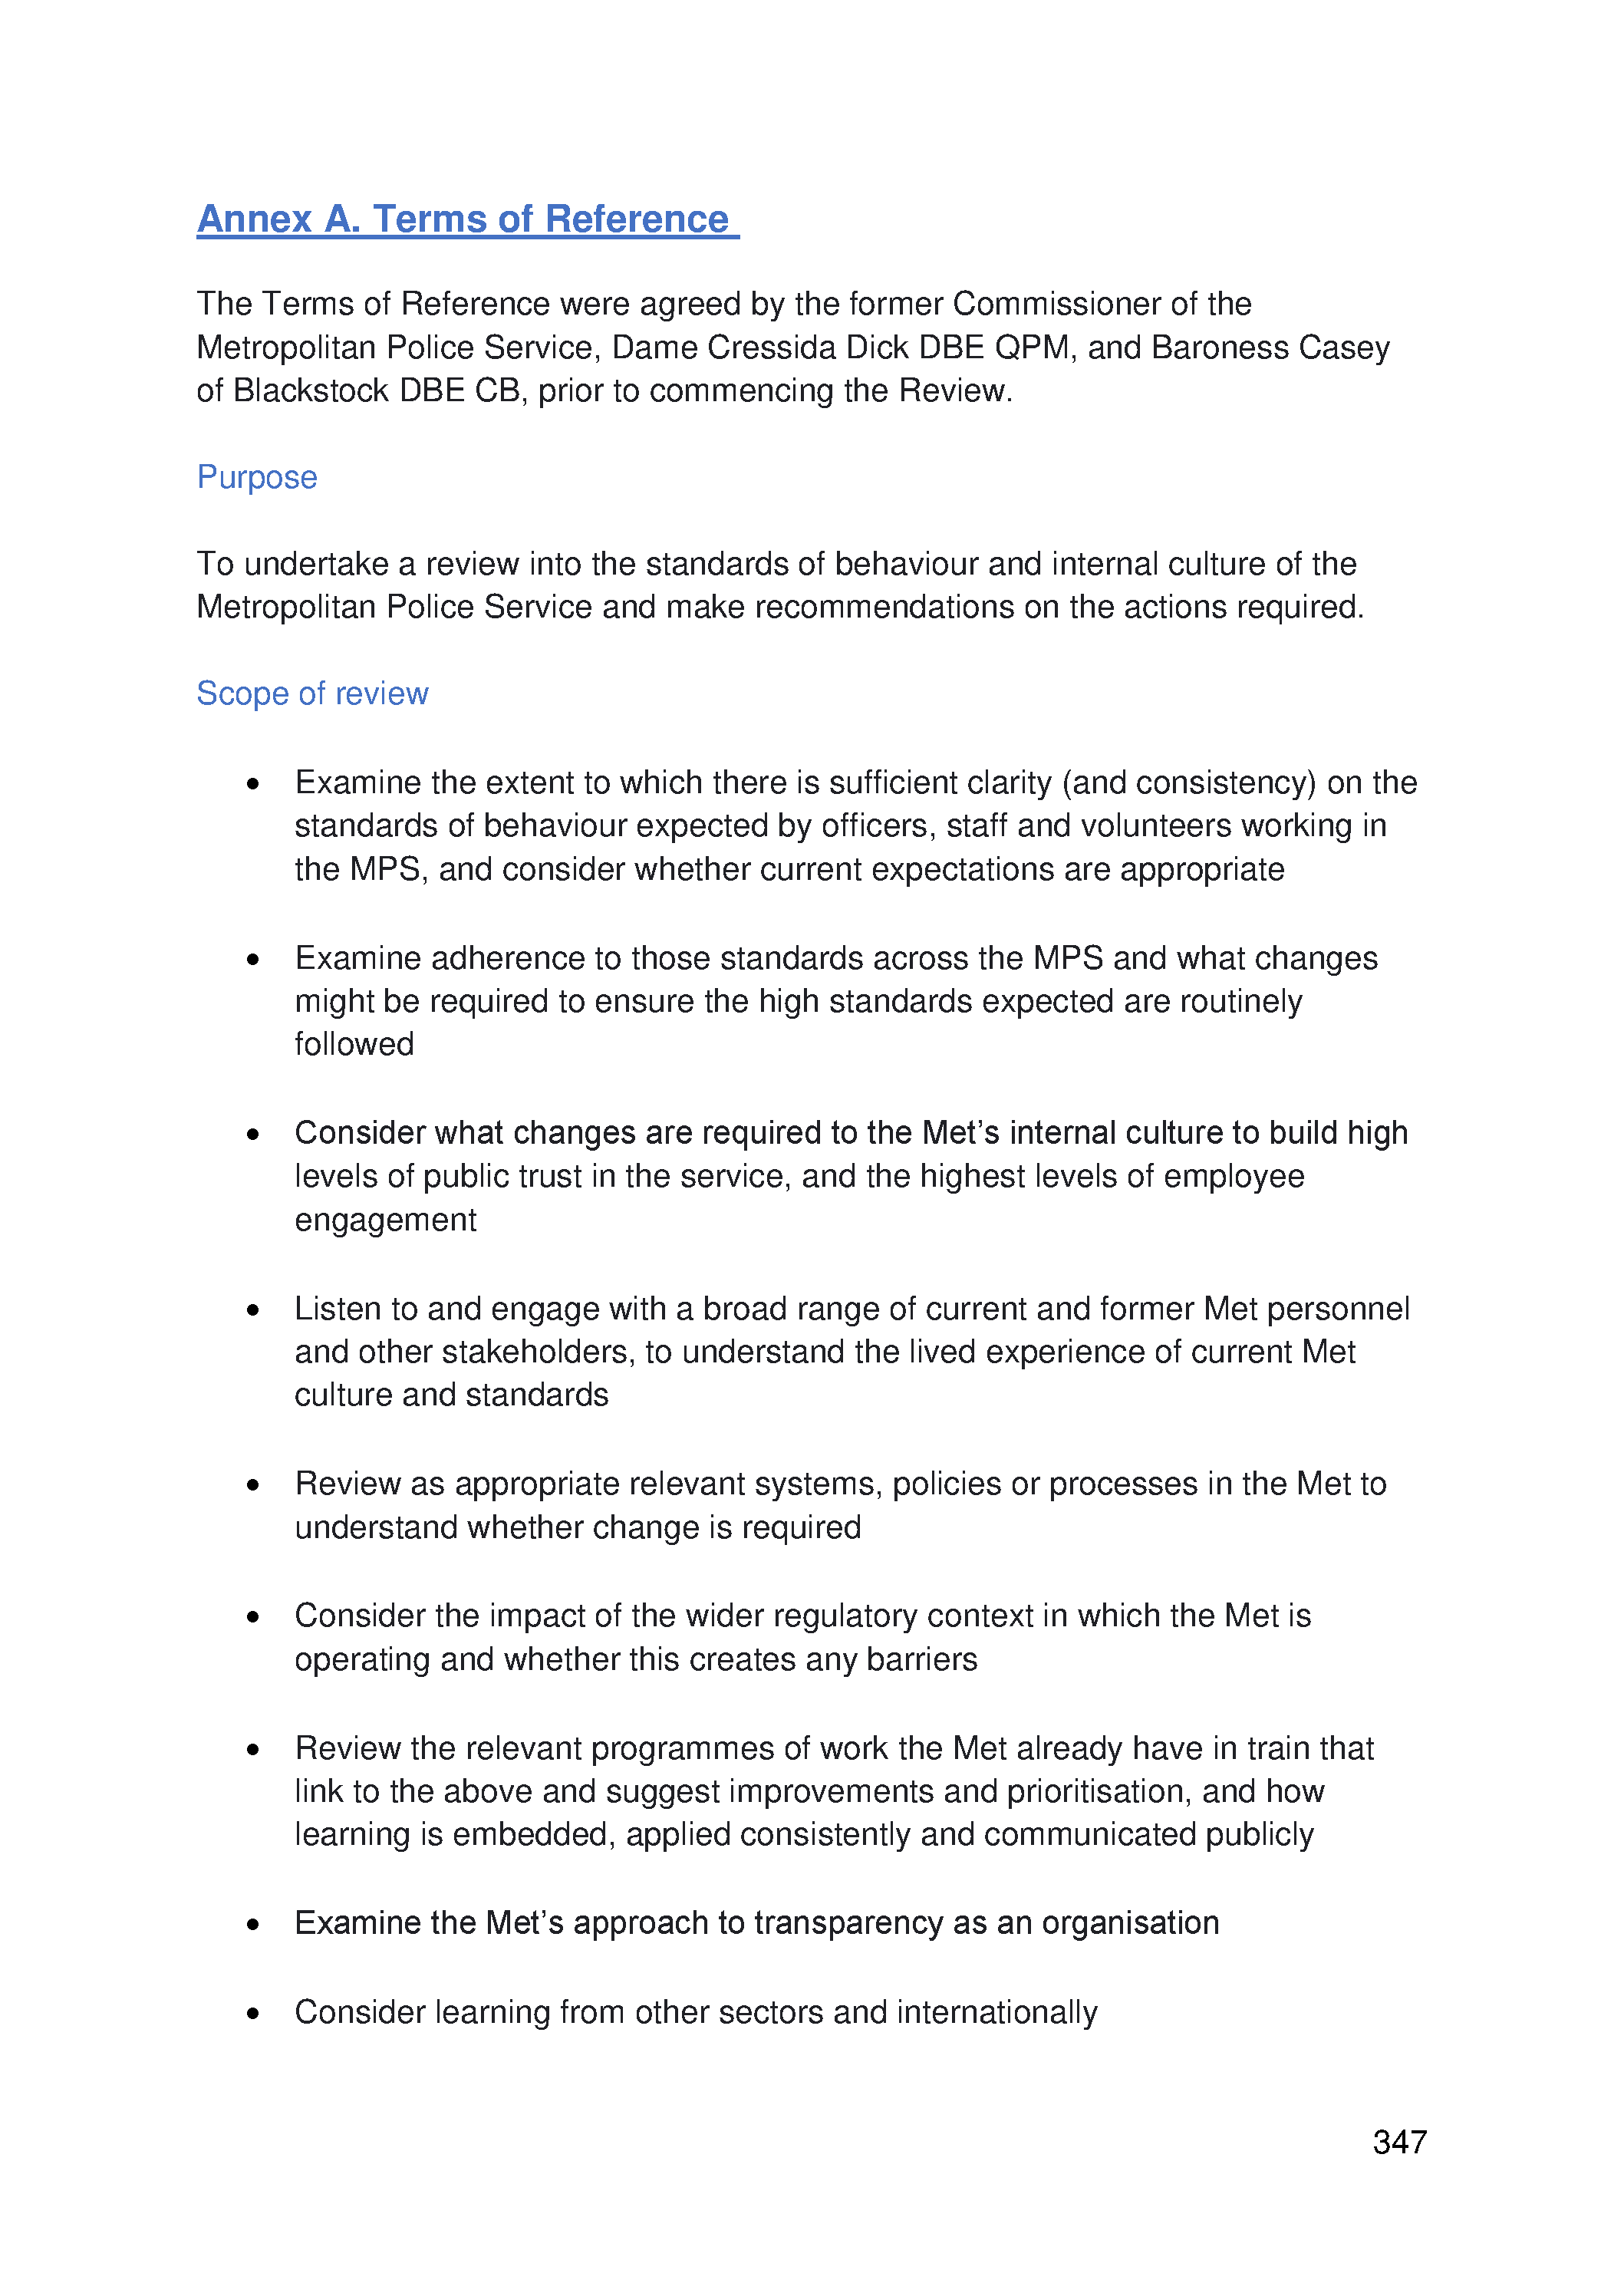 Annex A. Terms of Reference
The Terms of Reference were agreed by the former Commissioner of the
Metropolitan Police Service, Dame Cressida Dick DBE QPM, and Baroness Casey
of Blackstock DBE CB, prior to commencing the Review.
Purpose
To undertake a review into the standards of behaviour and internal culture of the
Metropolitan Police Service and make recommendations on the actions required.
Scope of review
• Examine the extent to which there is sufficient clarity (and consistency) on the
standards of behaviour expected by officers, staff and volunteers working in
the MPS, and consider whether current expectations are appropriate
• Examine adherence to those standards across the MPS and what changes
might be required to ensure the high standards expected are routinely
followed
• Consider what changes are required to the Met’s internal culture to build high
levels of public trust in the service, and the highest levels of employee
engagement
• Listen to and engage with a broad range of current and former Met personnel
and other stakeholders, to understand the lived experience of current Met
culture and standards
• Review as appropriate relevant systems, policies or processes in the Met to
understand whether change is required
• Consider the impact of the wider regulatory context in which the Met is
operating and whether this creates any barriers
• Review the relevant programmes of work the Met already have in train that
link to the above and suggest improvements and prioritisation, and how
learning is embedded, applied consistently and communicated publicly
• Examine the Met’s approach to transparency as an organisation
• Consider learning from other sectors and internationally
347